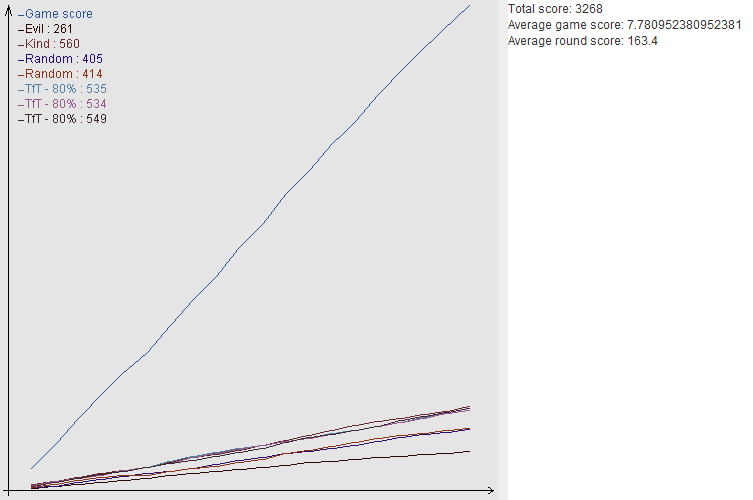 Game score
Evil : 261
Kind : 560
Random : 405
Random : 414
TfT - 80% : 535
TfT - 80% : 534
TfT - 80% : 549
Total score: 3268
Average game score: 7.780952380952381
Average round score: 163.4